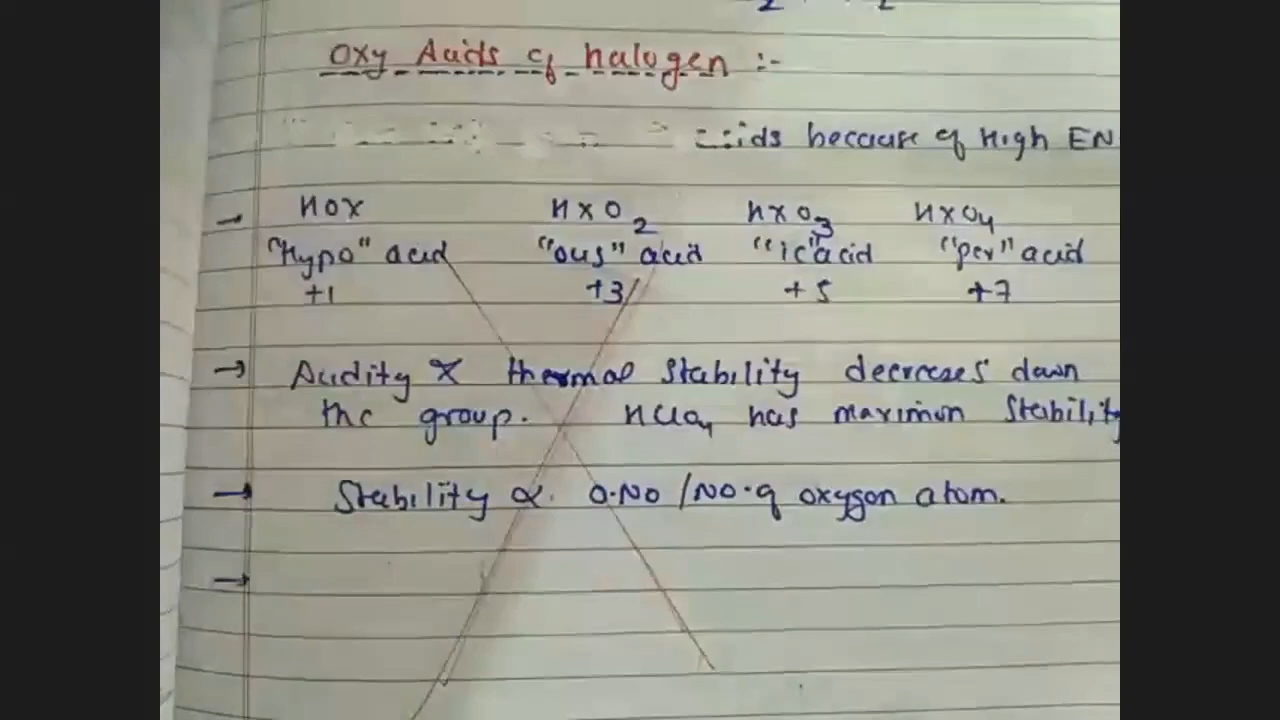 Oxy Acids of halogen :-
acids because of High EN
→ HOX HXO2 HXO3 HXO4
"Hypo" acid "ous" acid "ic" acid "per" acid
+1 +3 +5 +7
→ Acidity & thermal stability decreases down
the group. HClO4 has maximum stability
→ Stability ∝ O.NO / NO. of oxygen atom.
→